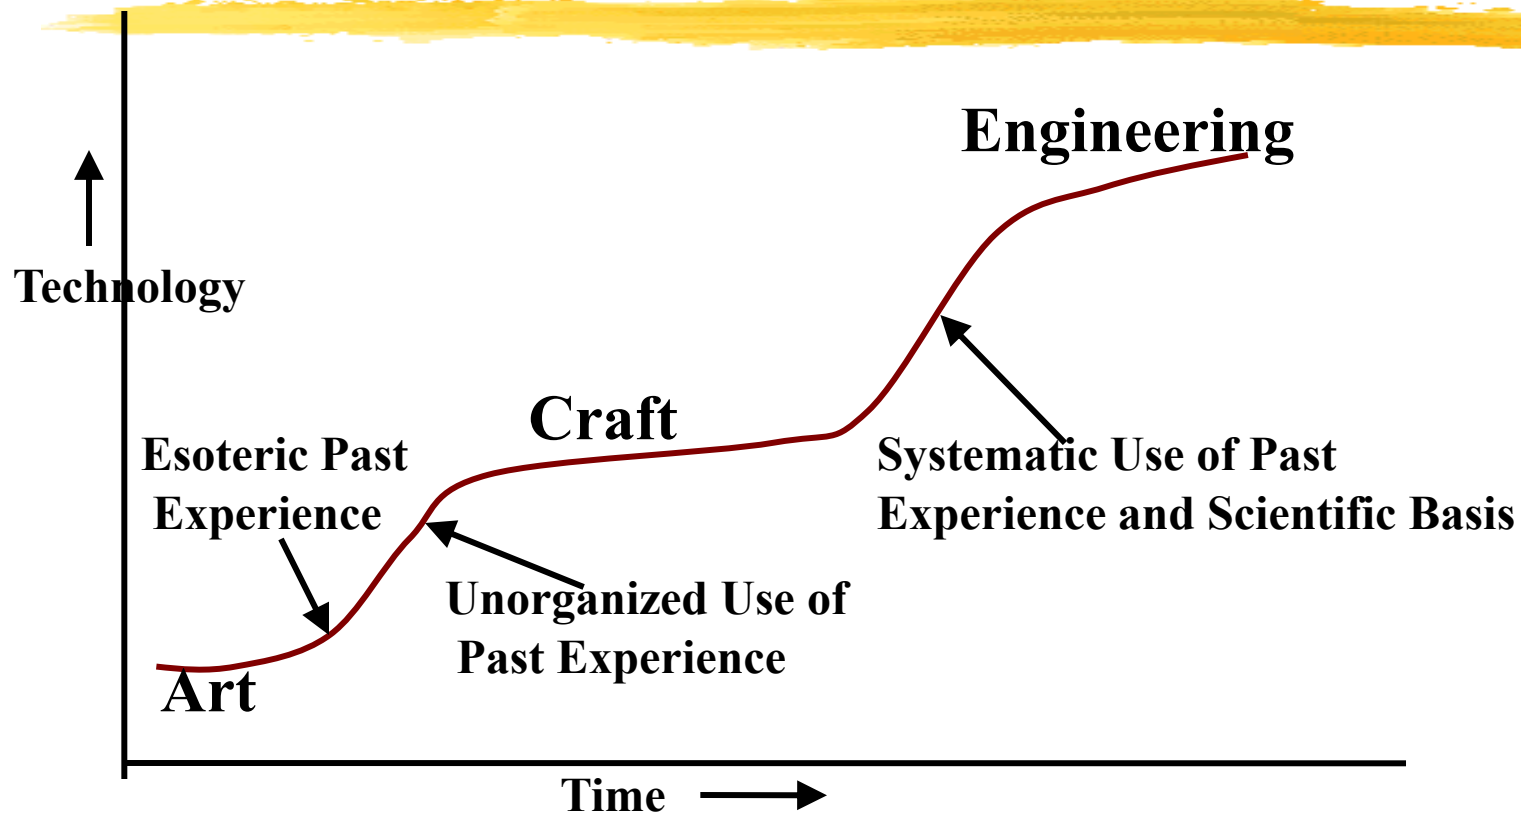 Engineering
Technology
Craft
Esoteric Past
Experience
Systematic Use of Past
Experience and Scientific Basis
Unorganized Use of
Past Experience
Art
Time